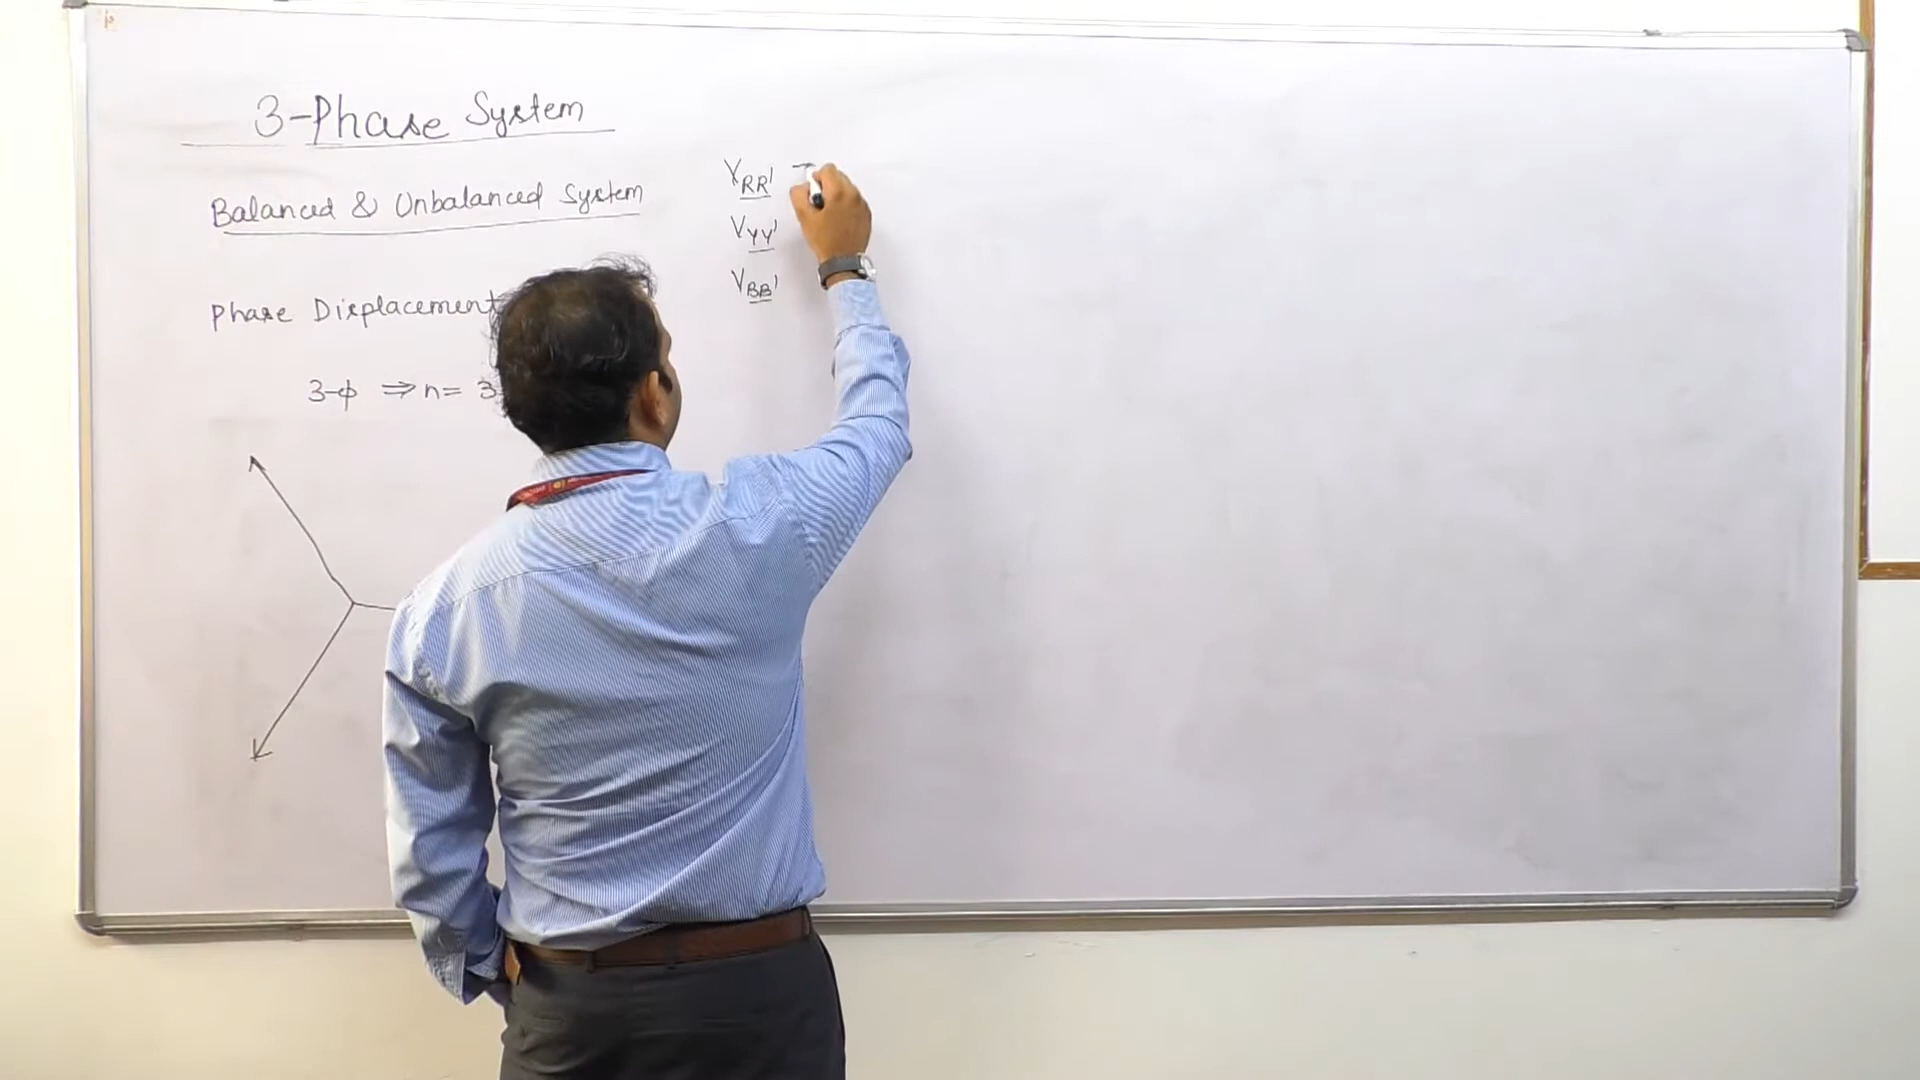 3-Phase System
Balanced & Unbalanced System
Phase Displacement
3-ϕ ⇒ n= 3
V_RR'
V_YY'
V_BB'